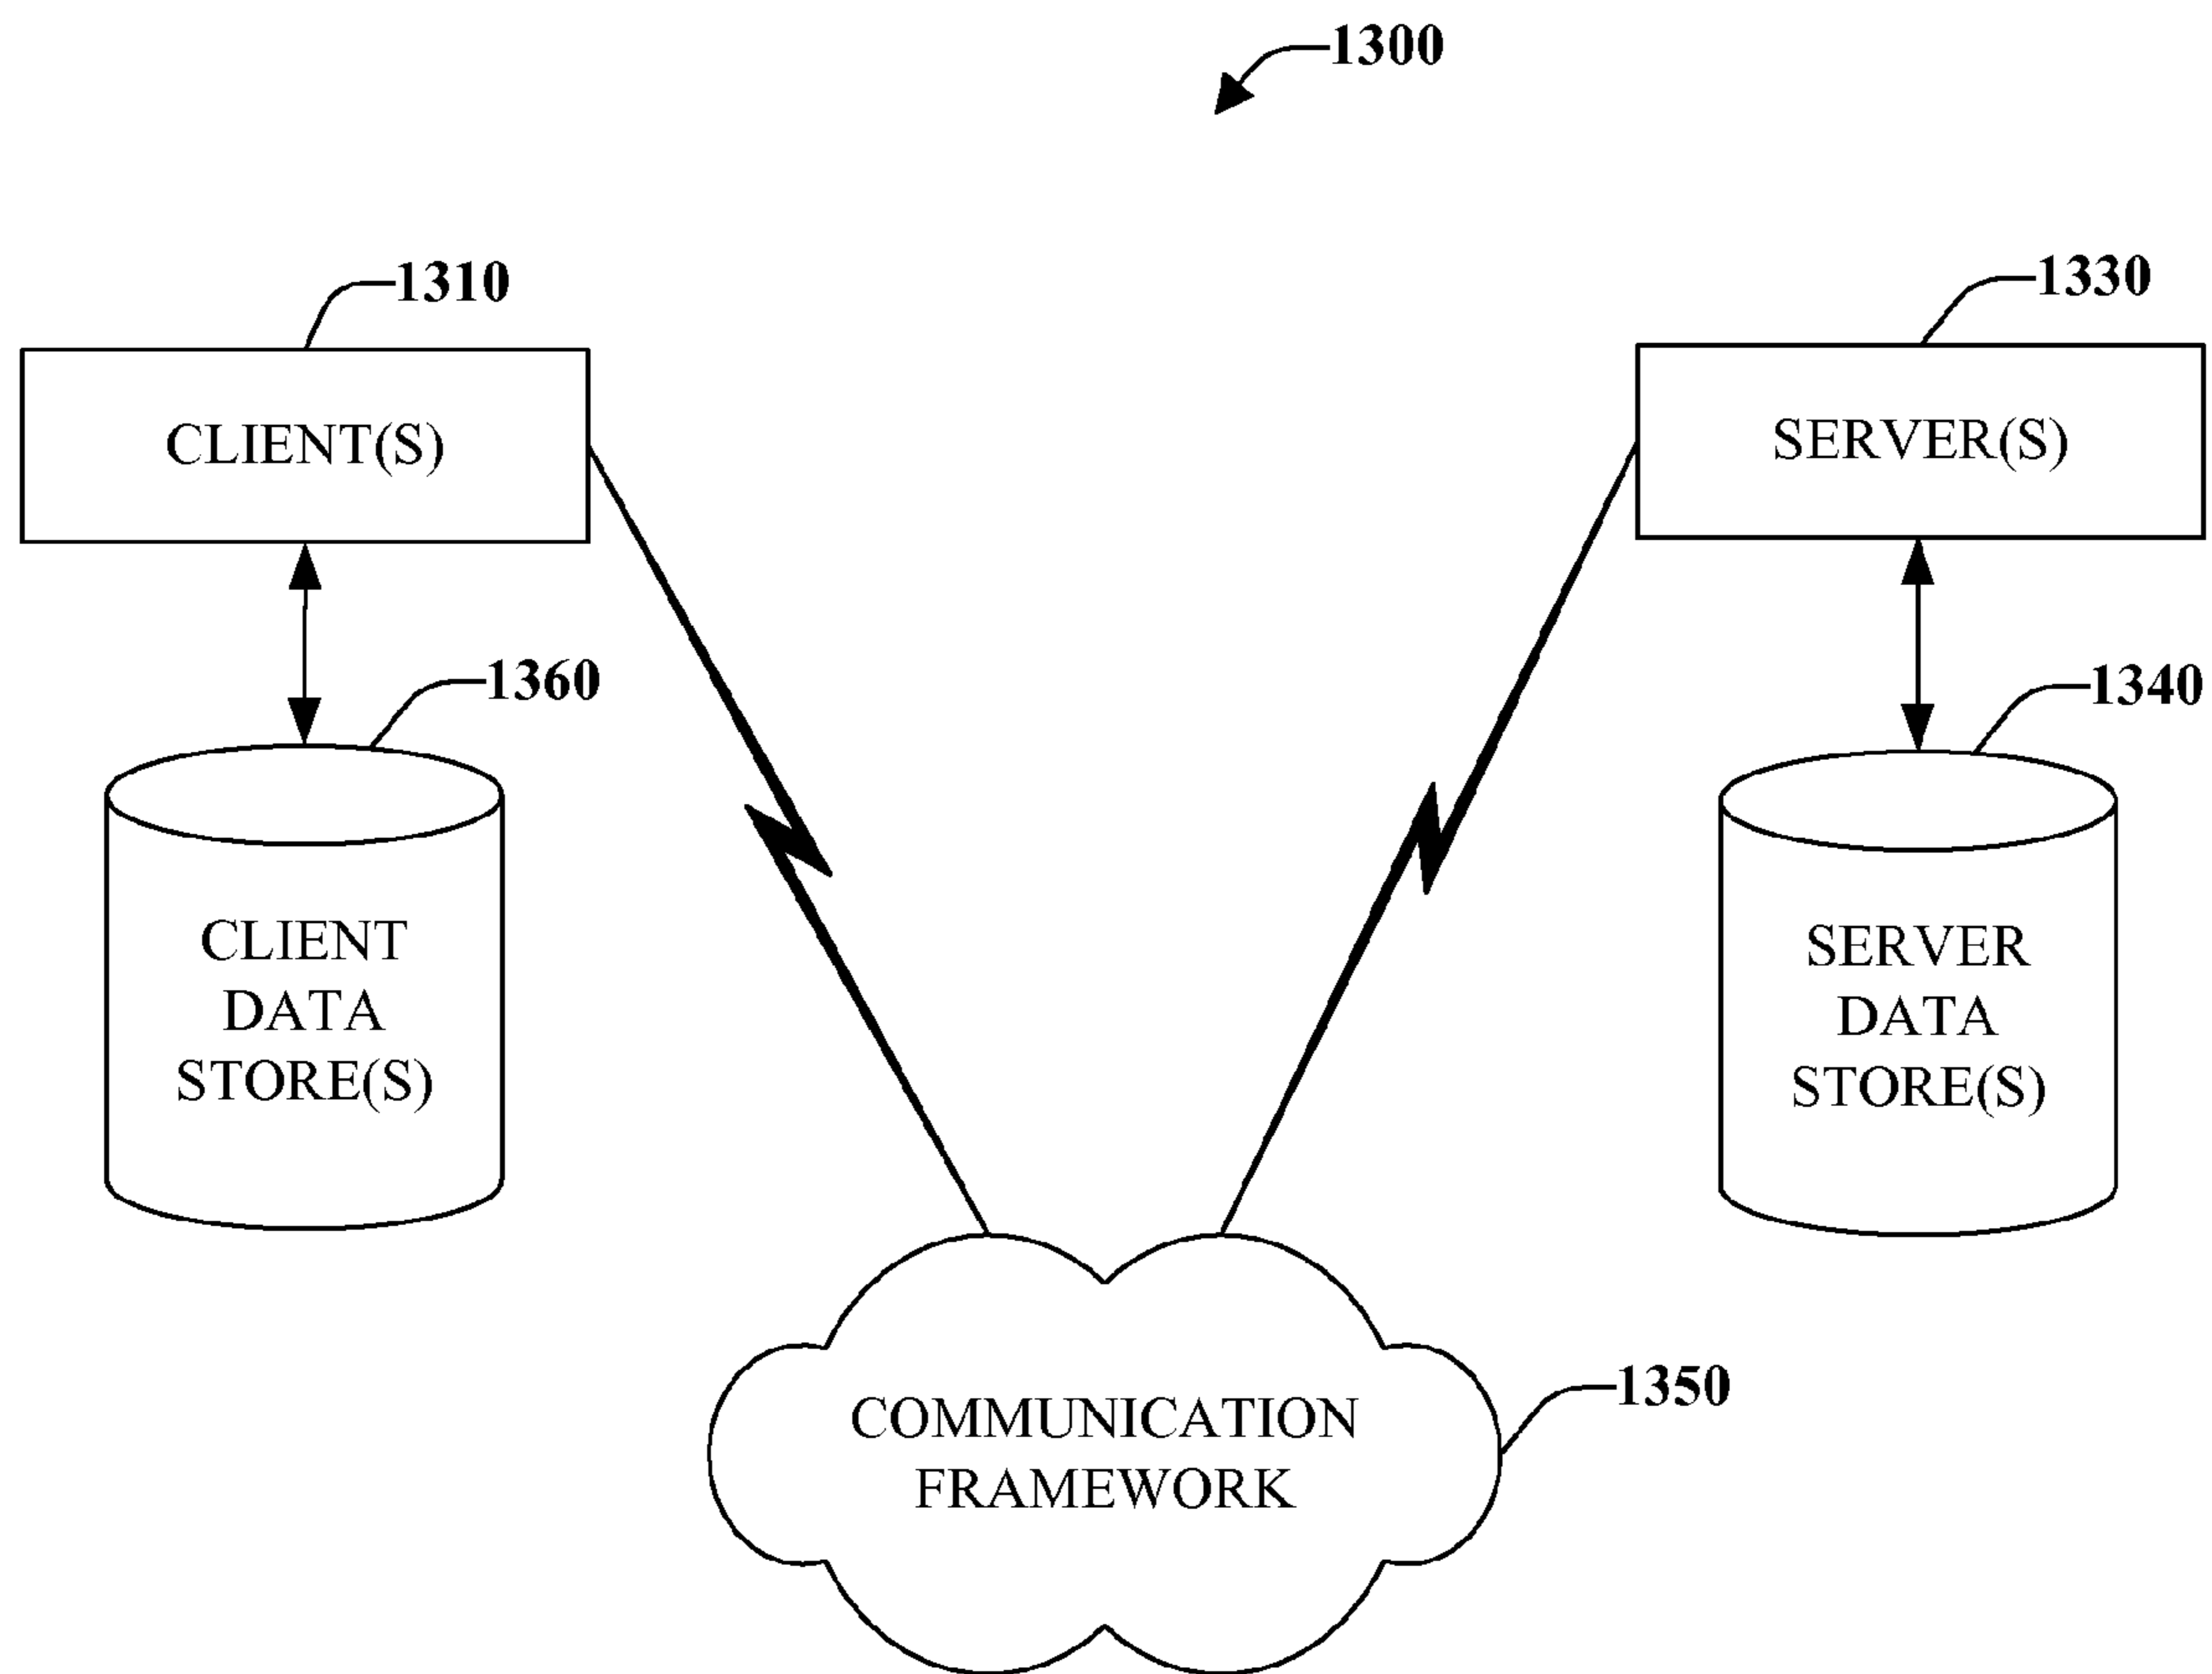 1300
1310
1330
CLIENT(S)
SERVER(S)
1360
1340
CLIENT
DATA
STORE(S)
SERVER
DATA
STORE(S)
1350
COMMUNICATION
FRAMEWORK